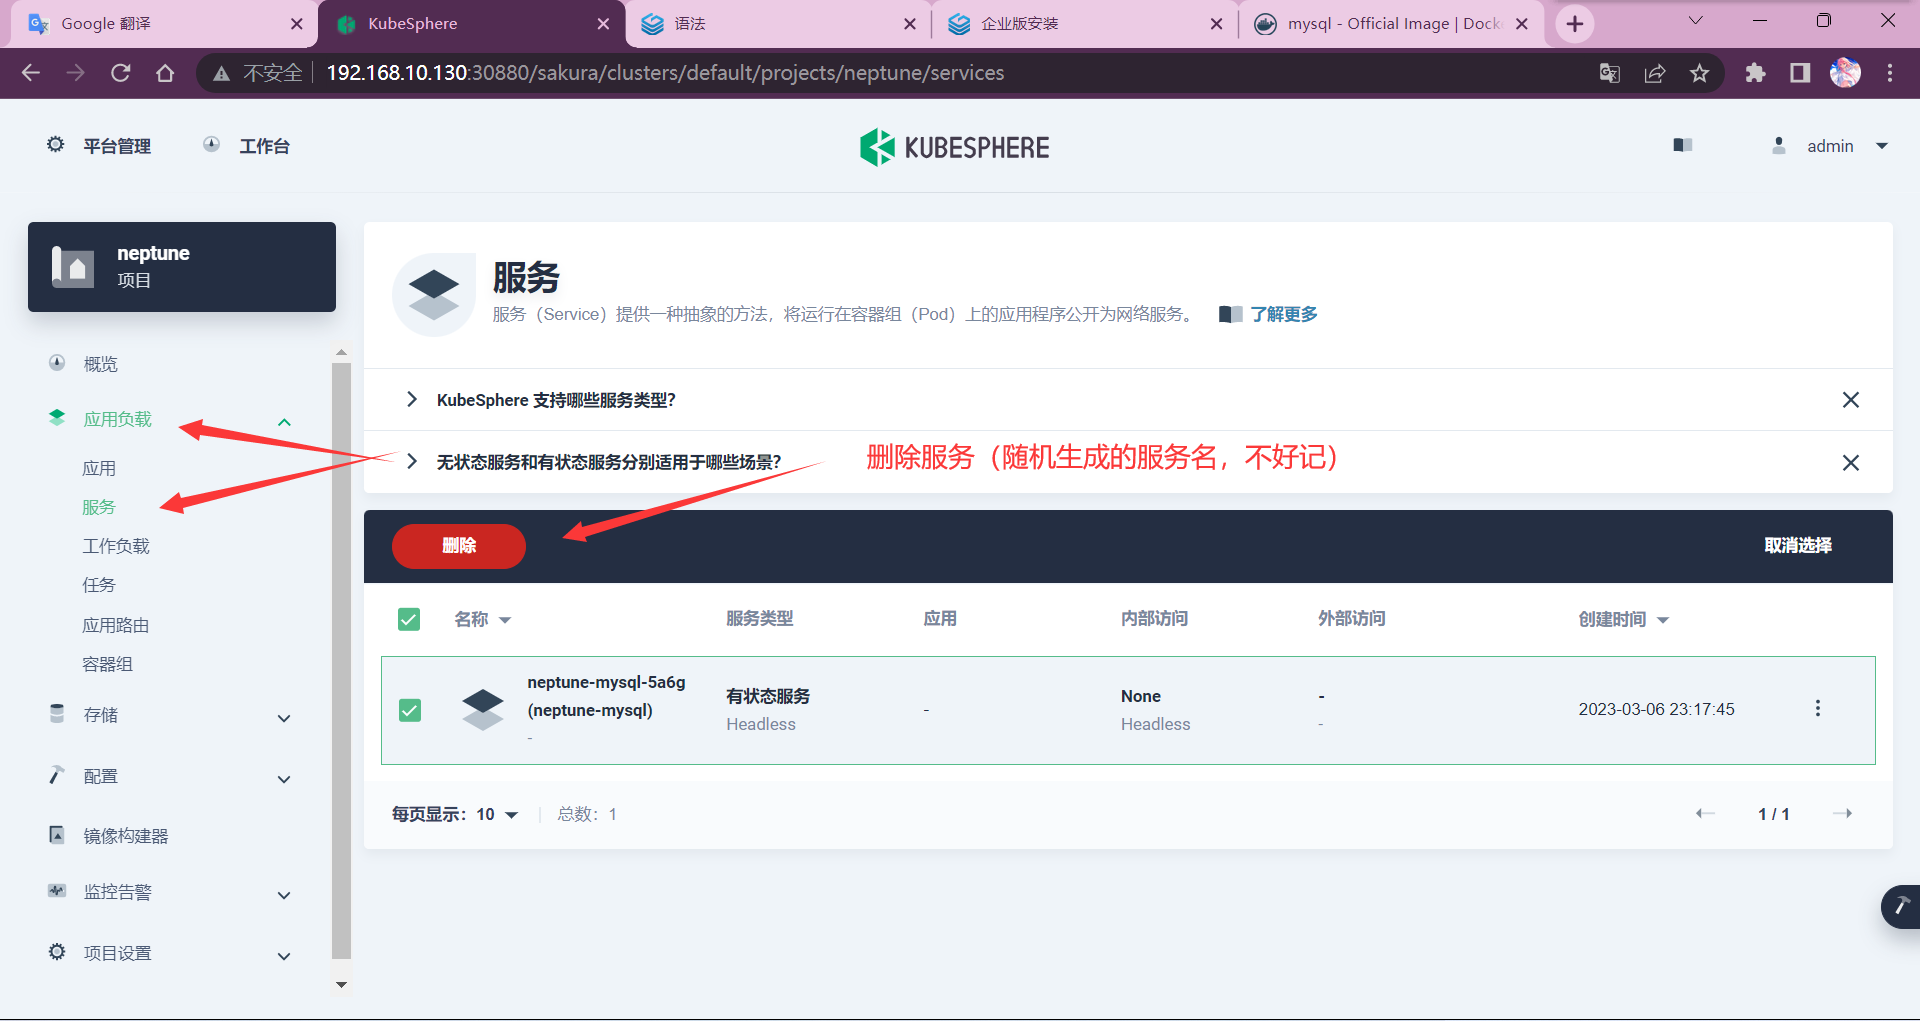 Google 翻译
KubeSphere
语法
企业版安装
mysql - Official Image | Dock
不安全
192.168.10.130:30880/sakura/clusters/default/projects/neptune/services
平台管理
工作台
KUBESPHERE
admin
neptune
项目
概览
应用负载
应用
服务
工作负载
任务
应用路由
容器组
存储
配置
镜像构建器
监控告警
项目设置
服务
服务（Service）提供一种抽象的方法，将运行在容器组（Pod）上的应用程序公开为网络服务。 了解更多
KubeSphere 支持哪些服务类型？
无状态服务和有状态服务分别适用于哪些场景？
删除服务（随机生成的服务名，不好记）
删除
取消选择
名称 服务类型 应用 内部访问 外部访问 创建时间
neptune-mysql-5a6g
(neptune-mysql)
-
有状态服务
Headless
-
None
Headless
-
-
2023-03-06 23:17:45
每页显示：10
总数：1
1 / 1